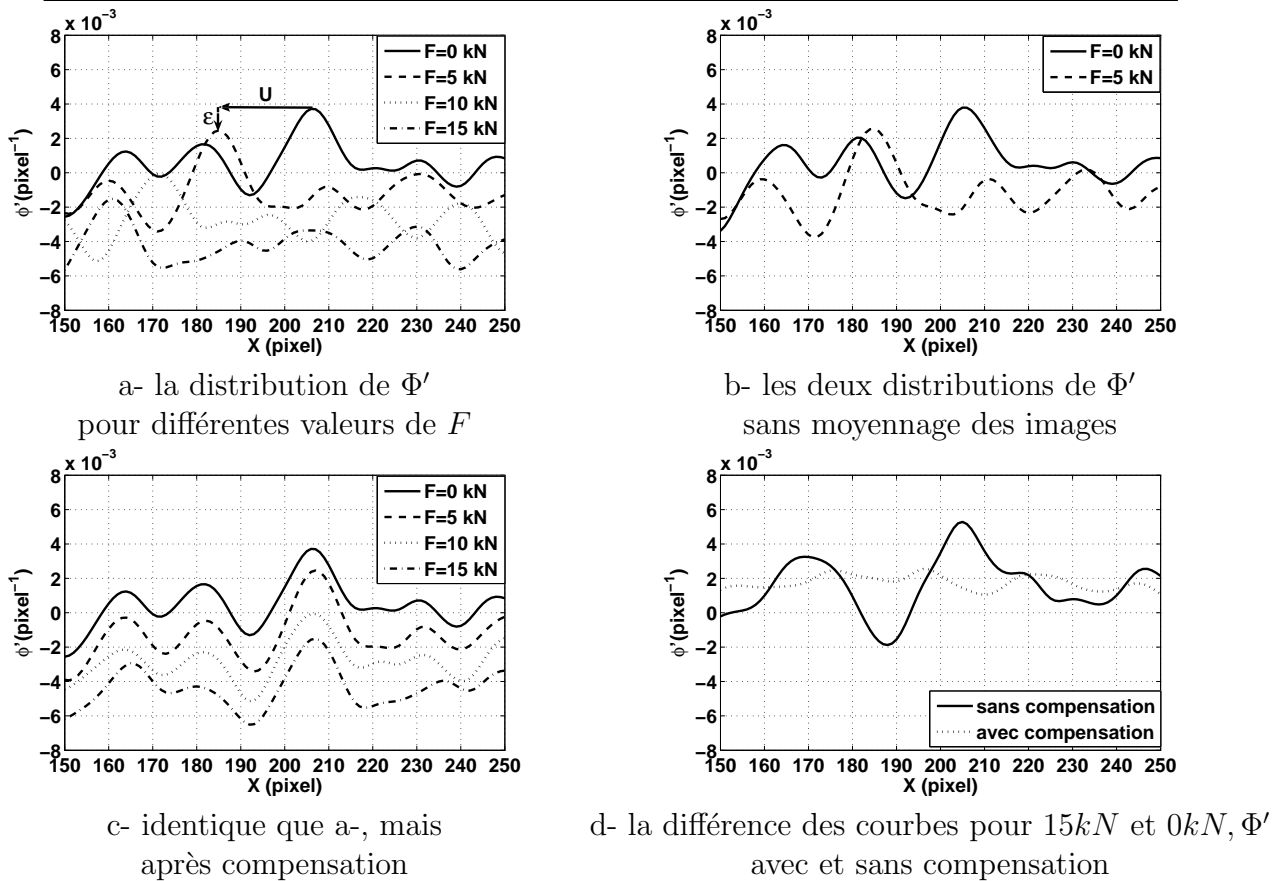 x 10⁻³
8
6
4
2
0
−2
−4
−6
−8
ϕ'(pixel⁻¹)
150 160 170 180 190 200 210 220 230 240 250
X (pixel)
F=0 kN
F=5 kN
F=10 kN
F=15 kN
U
ε
a- la distribution de Φ′
pour différentes valeurs de F
x 10⁻³
8
6
4
2
0
−2
−4
−6
−8
ϕ'(pixel⁻¹)
150 160 170 180 190 200 210 220 230 240 250
X (pixel)
F=0 kN
F=5 kN
b- les deux distributions de Φ′
sans moyennage des images
x 10⁻³
8
6
4
2
0
−2
−4
−6
−8
ϕ'(pixel⁻¹)
150 160 170 180 190 200 210 220 230 240 250
X (pixel)
F=0 kN
F=5 kN
F=10 kN
F=15 kN
c- identique que a-, mais
après compensation
x 10⁻³
8
6
4
2
0
−2
−4
−6
−8
ϕ'(pixel⁻¹)
150 160 170 180 190 200 210 220 230 240 250
X (pixel)
sans compensation
avec compensation
d- la différence des courbes pour 15kN et 0kN, Φ′
avec et sans compensation